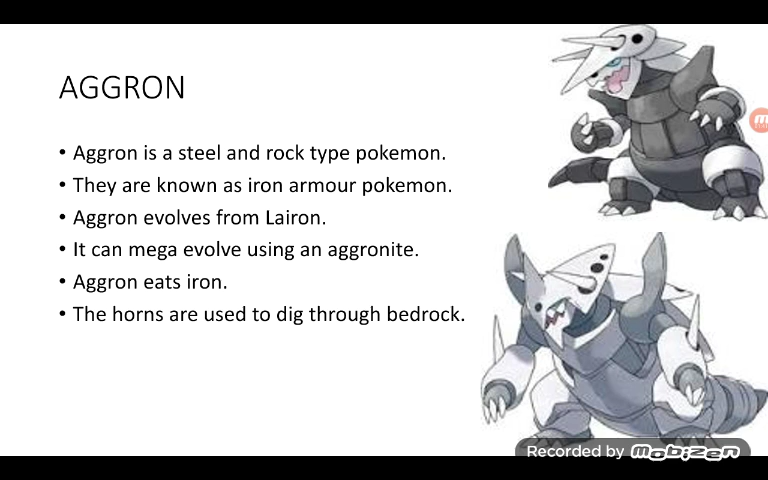 AGGRON
• Aggron is a steel and rock type pokemon.
• They are known as iron armour pokemon.
• Aggron evolves from Lairon.
• It can mega evolve using an aggronite.
• Aggron eats iron.
• The horns are used to dig through bedrock.
Recorded by mobizen